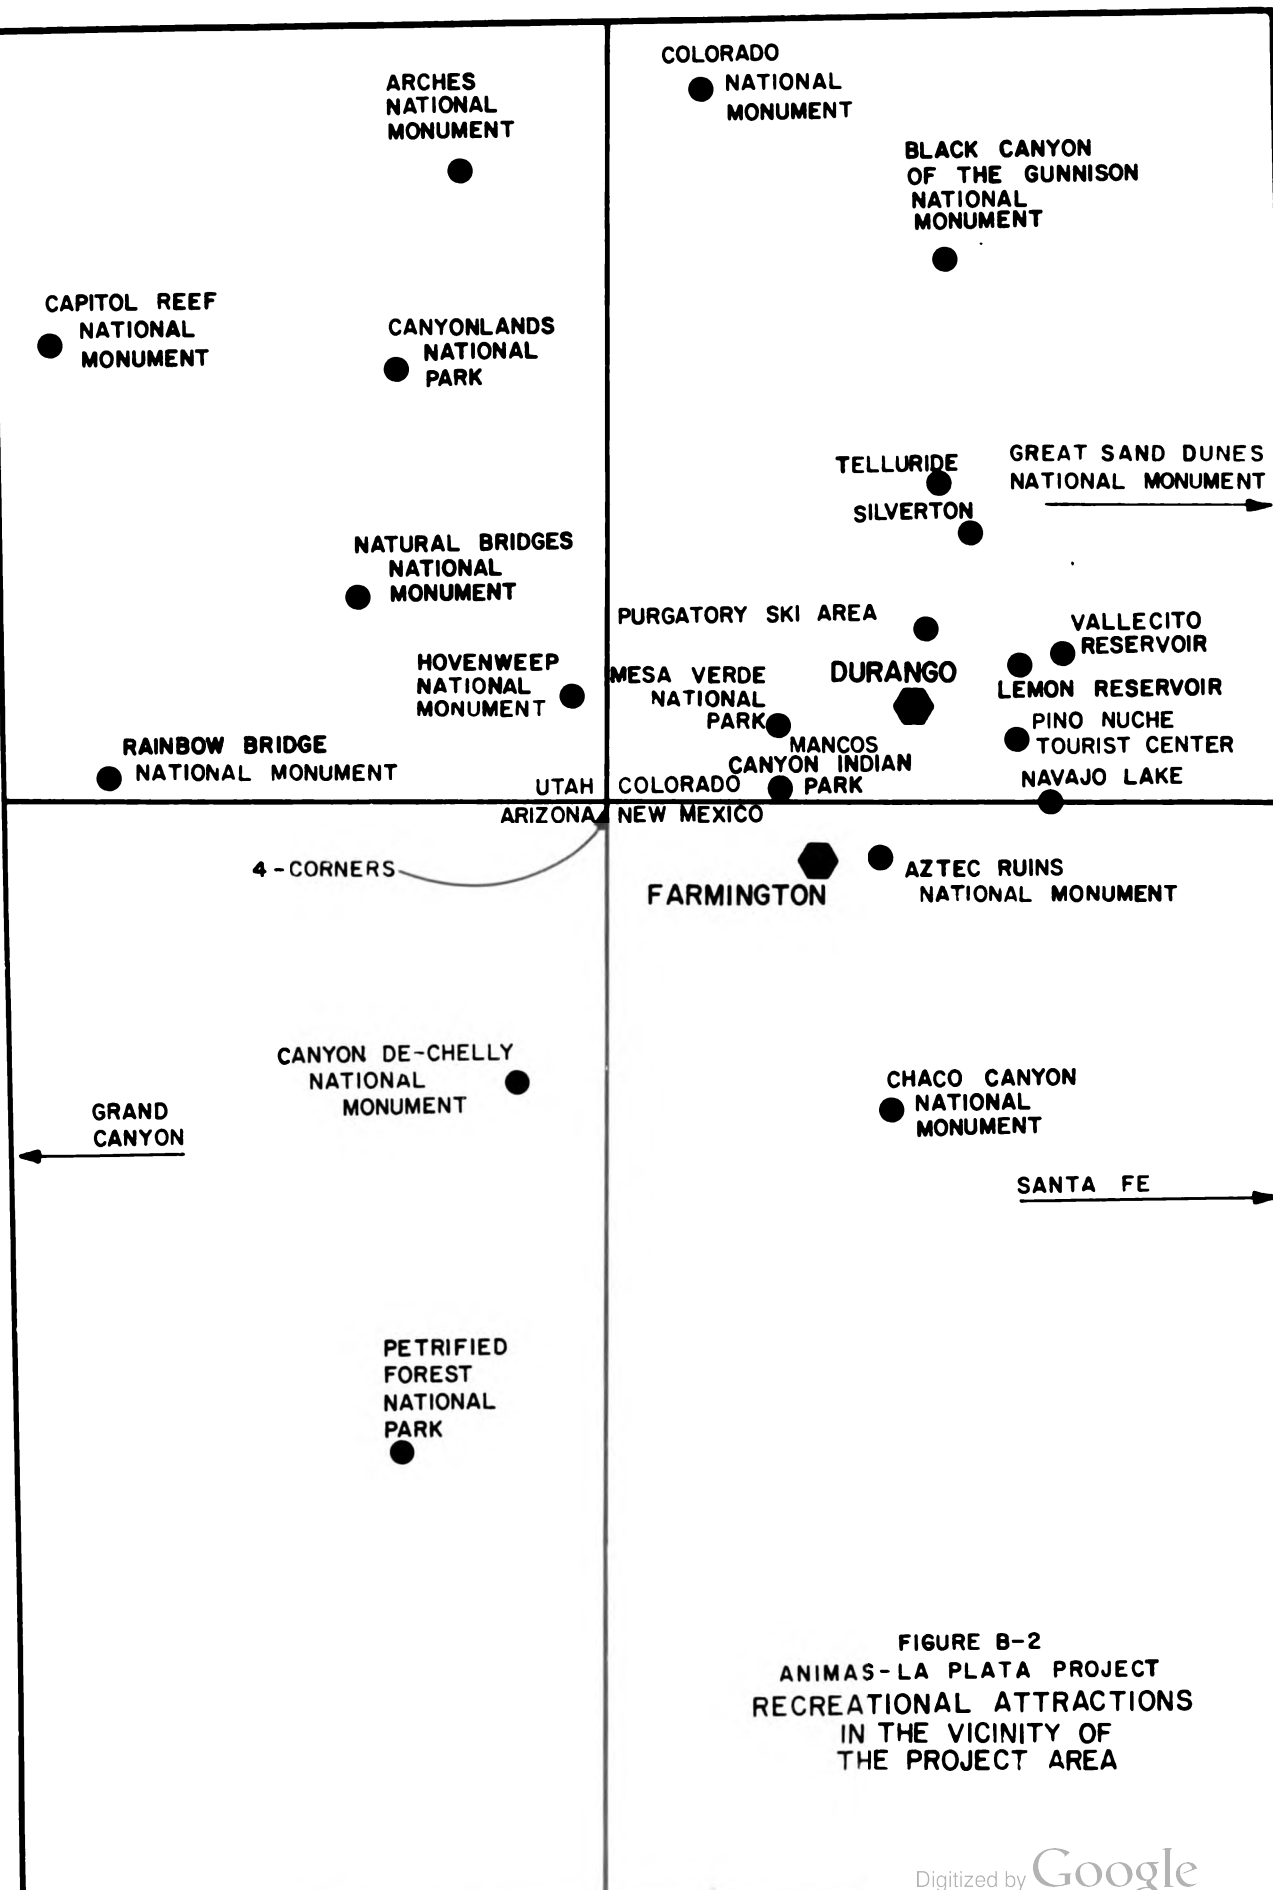 COLORADO
NATIONAL
MONUMENT
ARCHES
NATIONAL
MONUMENT
BLACK CANYON
OF THE GUNNISON
NATIONAL
MONUMENT
CAPITOL REEF
NATIONAL
MONUMENT
CANYONLANDS
NATIONAL
PARK
TELLURIDE
GREAT SAND DUNES
NATIONAL MONUMENT
SILVERTON
NATURAL BRIDGES
NATIONAL
MONUMENT
PURGATORY SKI AREA
VALLECITO
RESERVOIR
HOVENWEEP
NATIONAL
MONUMENT
MESA VERDE
NATIONAL
PARK
DURANGO
LEMON RESERVOIR
PINO NUCHE
TOURIST CENTER
RAINBOW BRIDGE
NATIONAL MONUMENT
MANCOS
CANYON INDIAN
PARK
NAVAJO LAKE
UTAH
COLORADO
ARIZONA
NEW MEXICO
4-CORNERS
FARMINGTON
AZTEC RUINS
NATIONAL MONUMENT
CANYON DE-CHELLY
NATIONAL
MONUMENT
CHACO CANYON
NATIONAL
MONUMENT
GRAND
CANYON
SANTA FE
PETRIFIED
FOREST
NATIONAL
PARK
FIGURE B-2
ANIMAS-LA PLATA PROJECT
RECREATIONAL ATTRACTIONS
IN THE VICINITY OF
THE PROJECT AREA
Digitized by Google